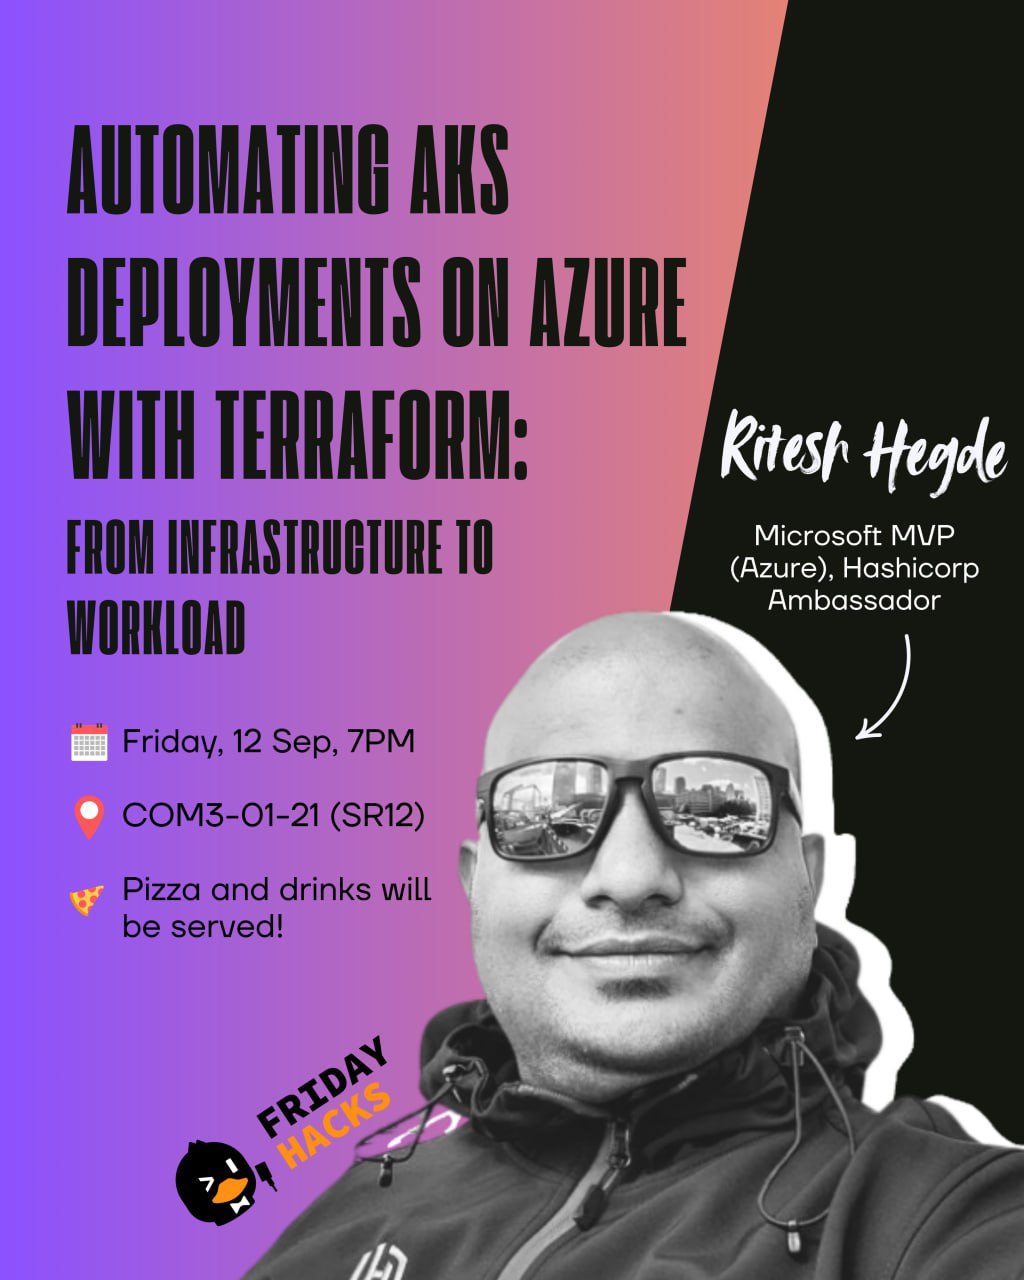 AUTOMATING AKS
DEPLOYMENTS ON AZURE
WITH TERRAFORM:
FROM INFRASTRUCTURE TO
WORKLOAD
Ritesh Hegde
Microsoft MVP
(Azure), Hashicorp
Ambassador
Friday, 12 Sep, 7PM
COM3-01-21 (SR12)
Pizza and drinks will
be served!
FRIDAY
HACKS